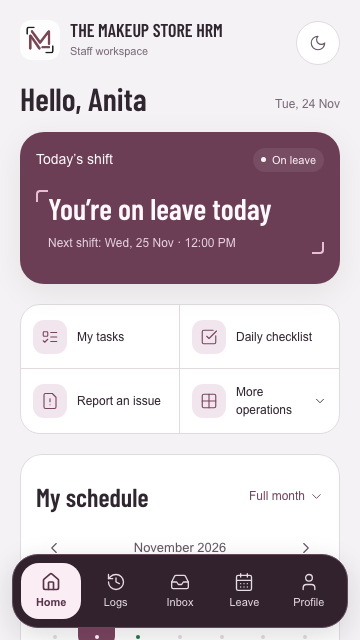 THE MAKEUP STORE HRM
Staff workspace
Hello, Anita
Tue, 24 Nov
Today’s shift
On leave
You’re on leave today
Next shift: Wed, 25 Nov · 12:00 PM
My tasks
Daily checklist
Report an issue
More
operations
My schedule
Full month
November 2026
Home
Logs
Inbox
Leave
Profile